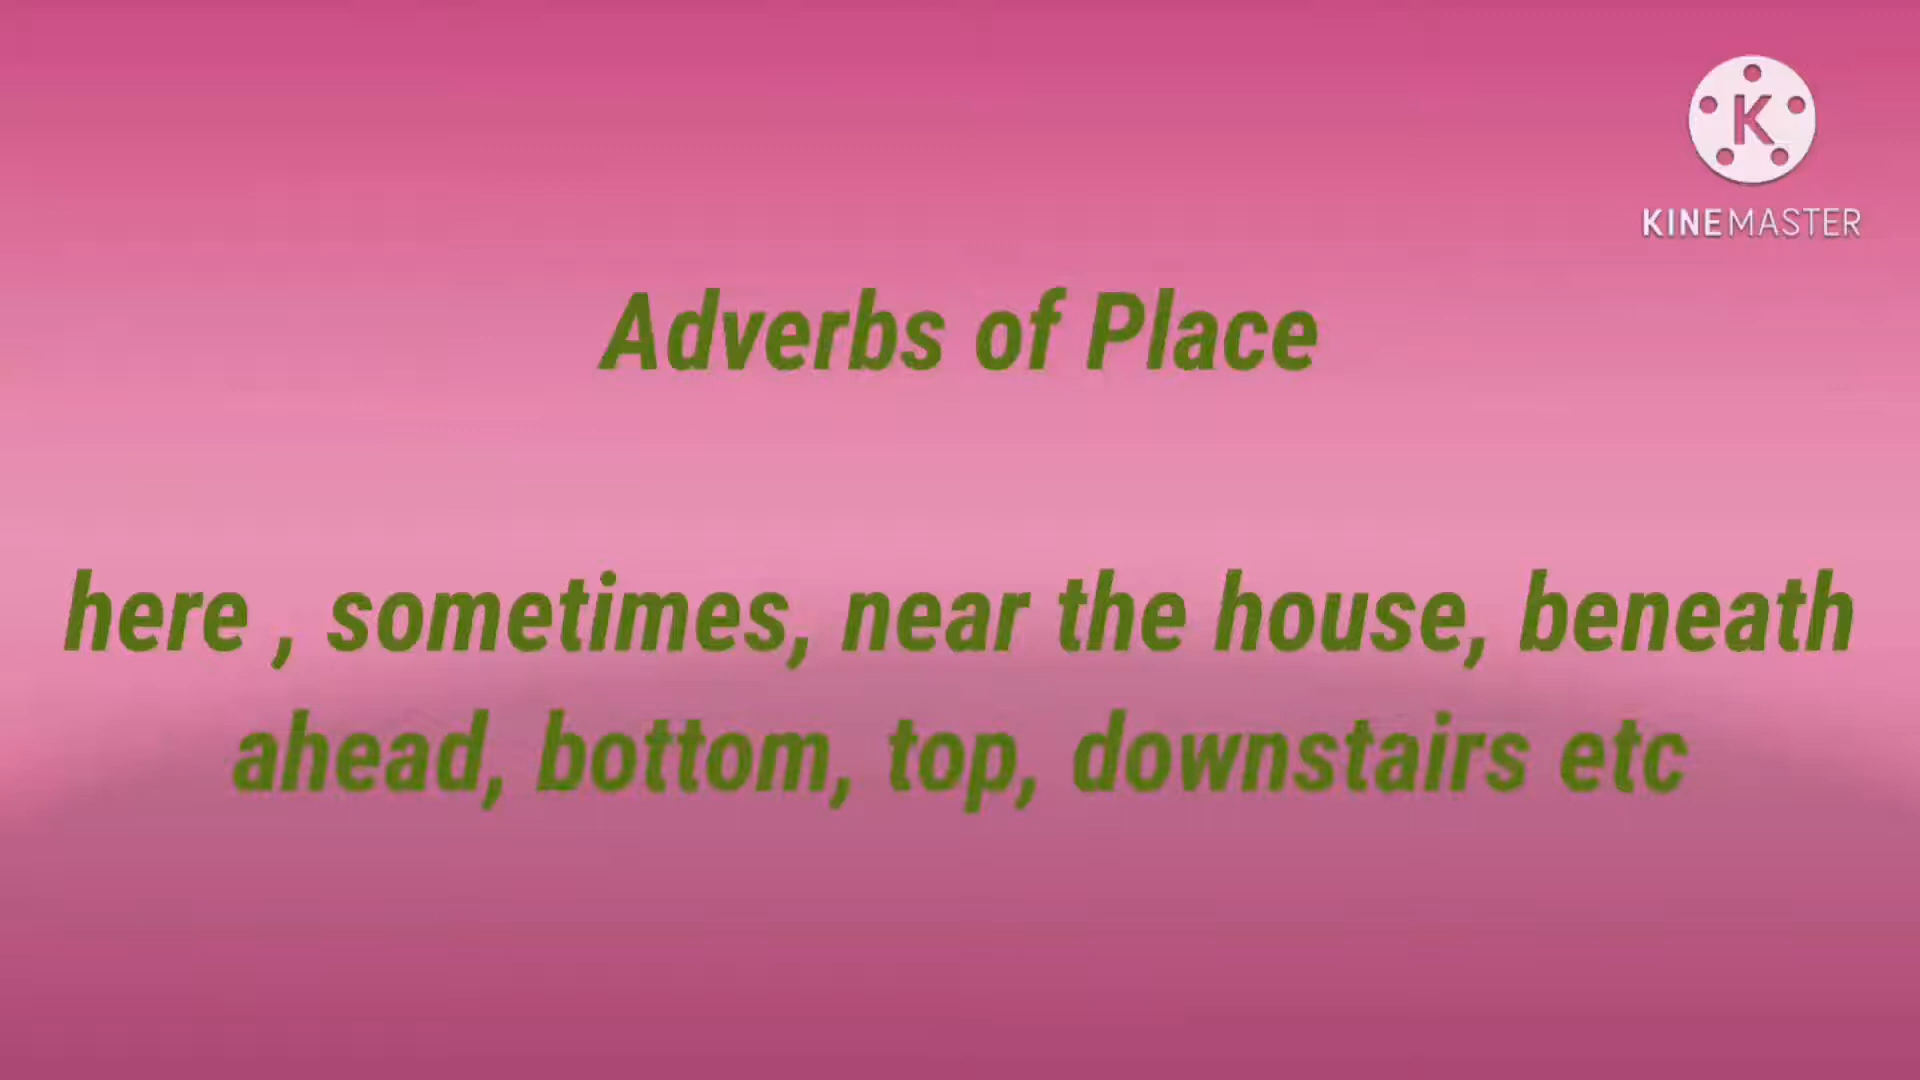 K
KINEMASTER
Adverbs of Place
here , sometimes, near the house, beneath
ahead, bottom, top, downstairs etc